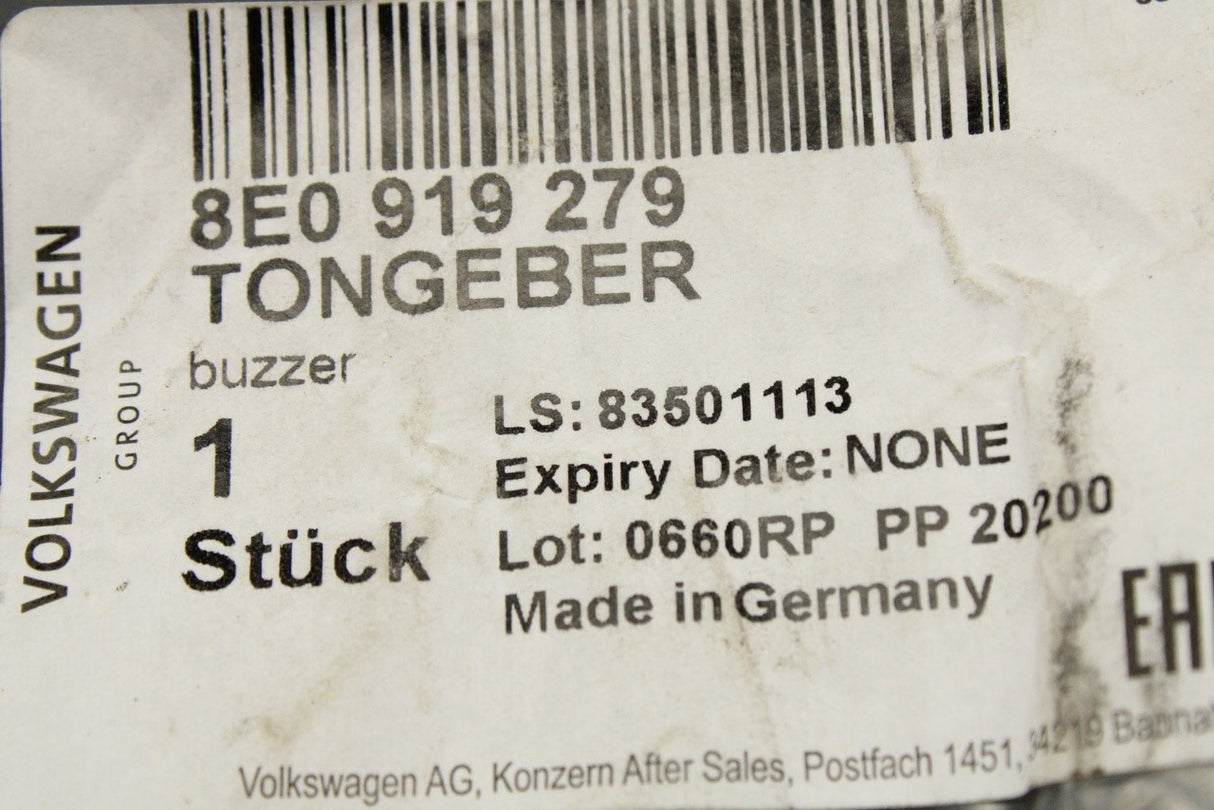 8E0 919 279
TONGEBER
buzzer
1
Stück
LS: 83501113
Expiry Date: NONE
Lot: 0660RP PP 20200
Made in Germany
VOLKSWAGEN
GROUP
Volkswagen AG, Konzern After Sales, Postfach 1451, 34219